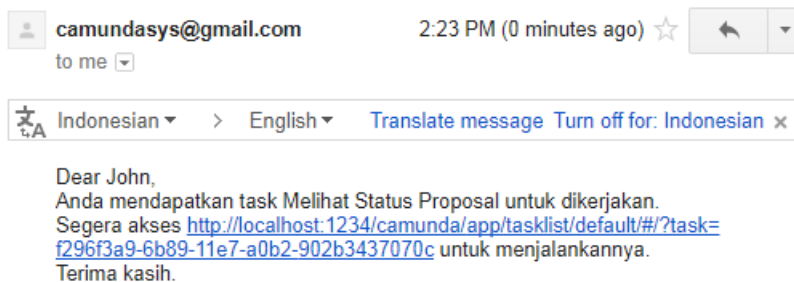 camundasys@gmail.com 2:23 PM (0 minutes ago)
to me
Indonesian > English Translate message Turn off for: Indonesian ×
Dear John,
Anda mendapatkan task Melihat Status Proposal untuk dikerjakan.
Segera akses http://localhost:1234/camunda/app/tasklist/default/#/?task=
f296f3a9-6b89-11e7-a0b2-902b3437070c untuk menjalankannya.
Terima kasih.